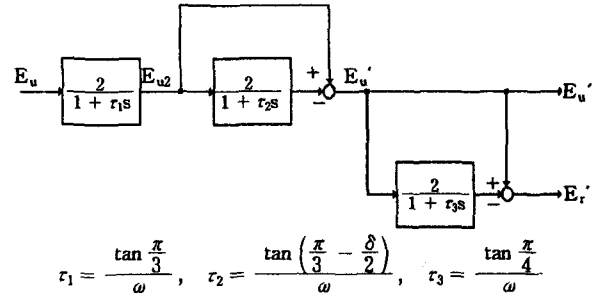 E_u
2
1 + τ₁s
E_u2
2
1 + τ₂s
+
−
E_u′
E_u′
2
1 + τ₃s
+
−
E_r′
τ₁ = tan π/3 / ω , τ₂ = tan (π/3 − δ/2) / ω , τ₃ = tan π/4 / ω